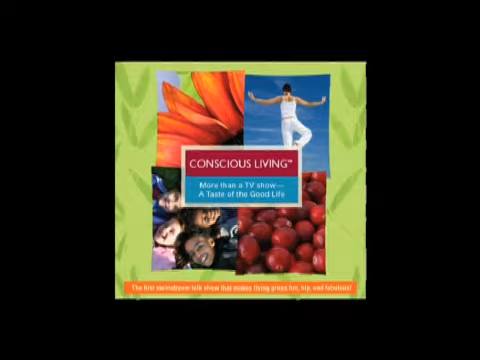 CONSCIOUS LIVING™
More than a TV show—
A Taste of the Good Life
The first mainstream talk show that makes living green fun, hip, and fabulous!